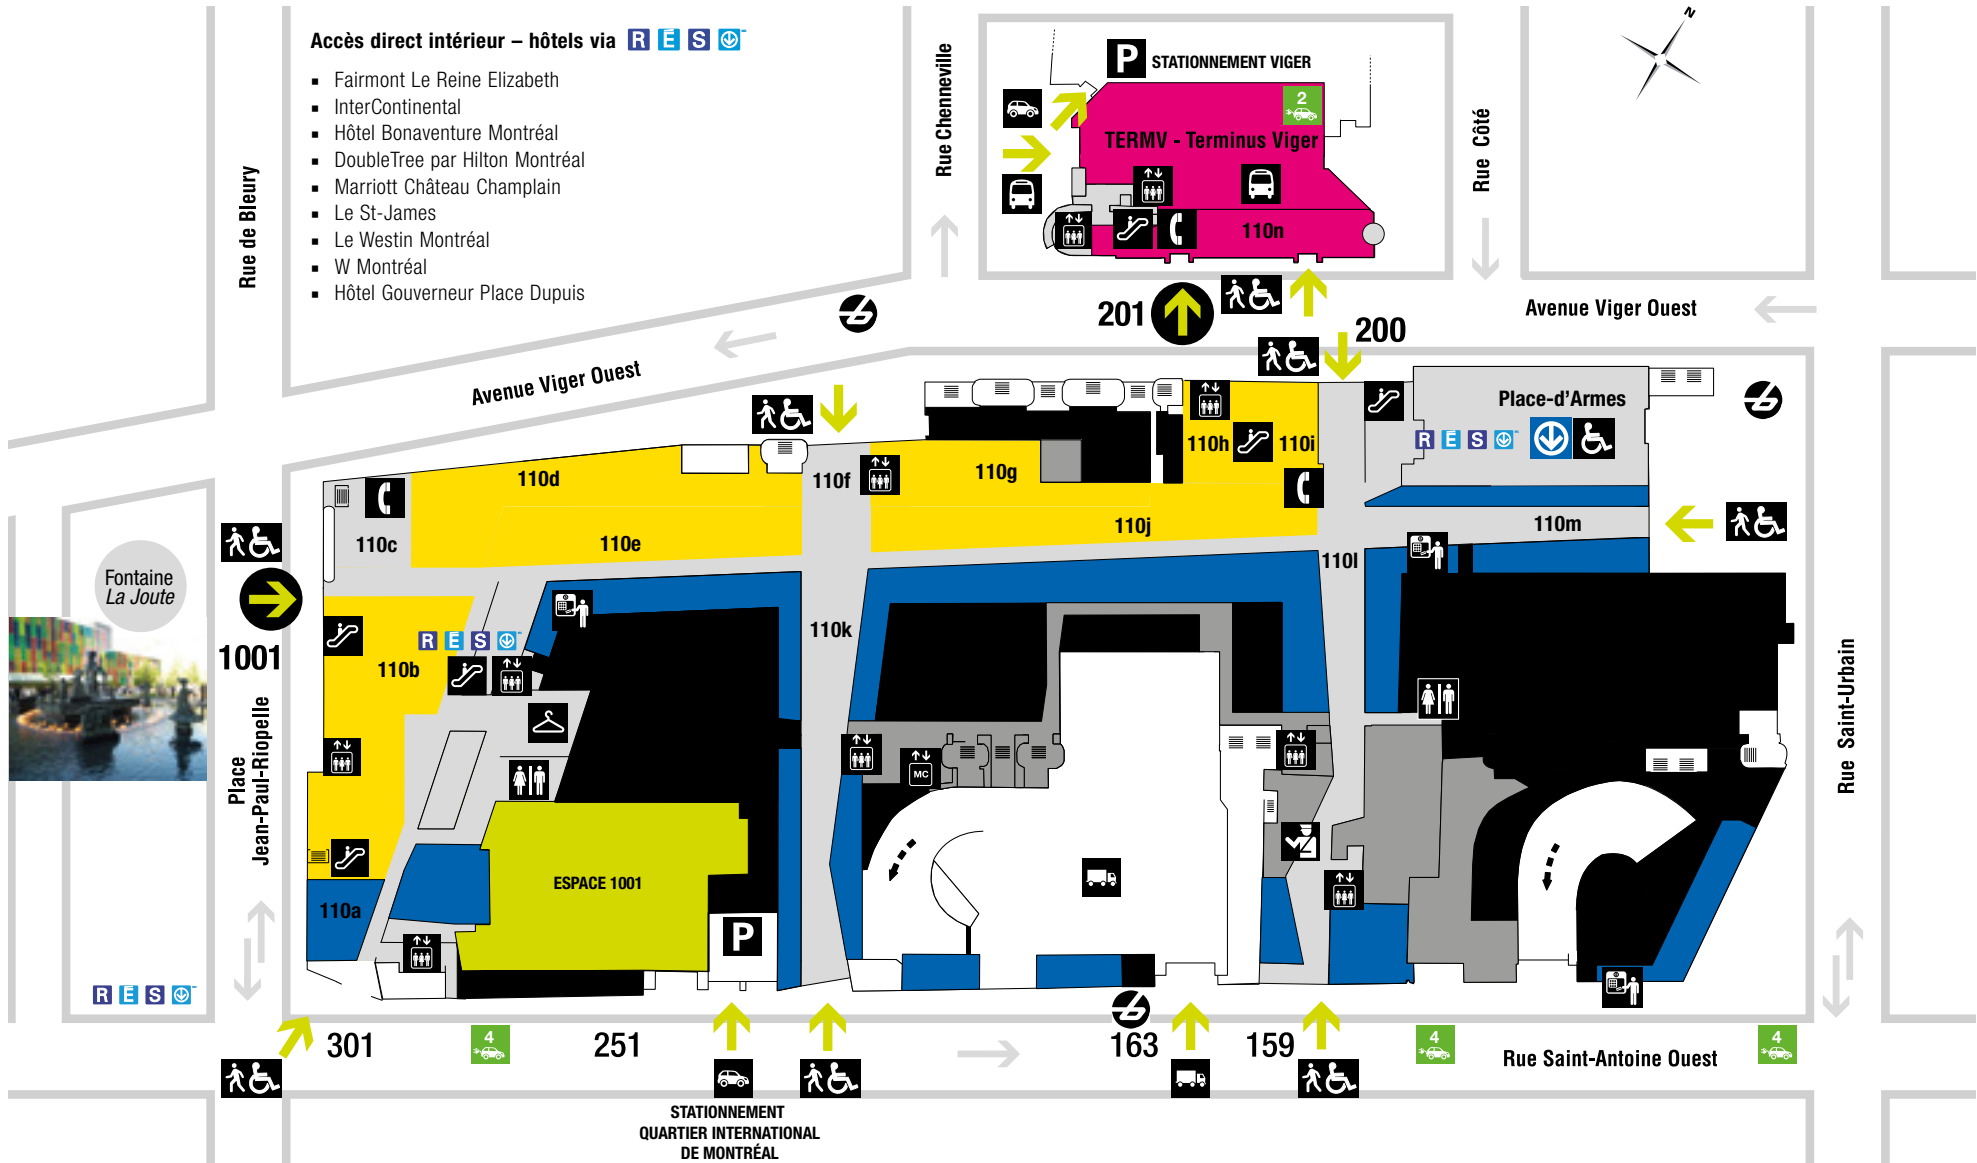 Accès direct intérieur – hôtels via R É S
▪ Fairmont Le Reine Elizabeth
▪ InterContinental
▪ Hôtel Bonaventure Montréal
▪ DoubleTree par Hilton Montréal
▪ Marriott Château Champlain
▪ Le St-James
▪ Le Westin Montréal
▪ W Montréal
▪ Hôtel Gouverneur Place Dupuis
Rue de Bleury
Rue Chenneville
P STATIONNEMENT VIGER
2
TERMV - Terminus Viger
110n
Rue Côté
N
201
200
Avenue Viger Ouest
Avenue Viger Ouest
Place-d'Armes
R É S
110d
110f
110g
110h
110i
110c
110e
110j
110m
110l
Fontaine
La Joute
1001
R É S
110b
110k
Place
Jean-Paul-Riopelle
MC
Rue Saint-Urbain
ESPACE 1001
110a
P
R É S
301
4
251
163
159
4
Rue Saint-Antoine Ouest
4
STATIONNEMENT
QUARTIER INTERNATIONAL
DE MONTRÉAL